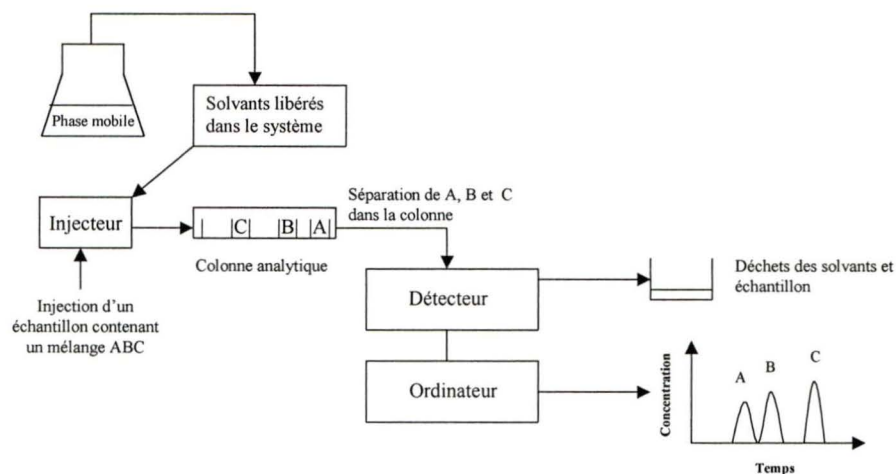 Phase mobile
Solvants libérés
dans le système
Injecteur
|C| |B| |A|
Colonne analytique
Séparation de A, B et C
dans la colonne
Injection d'un
échantillon contenant
un mélange ABC
Détecteur
Déchets des solvants et
échantillon
Ordinateur
Concentration
A
B
C
Temps